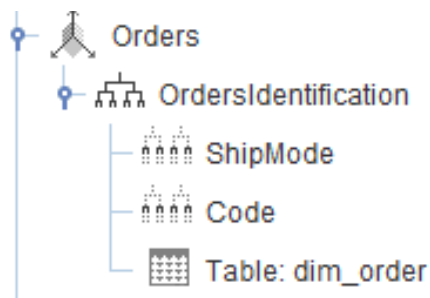 Orders
OrdersIdentification
ShipMode
Code
Table: dim_order